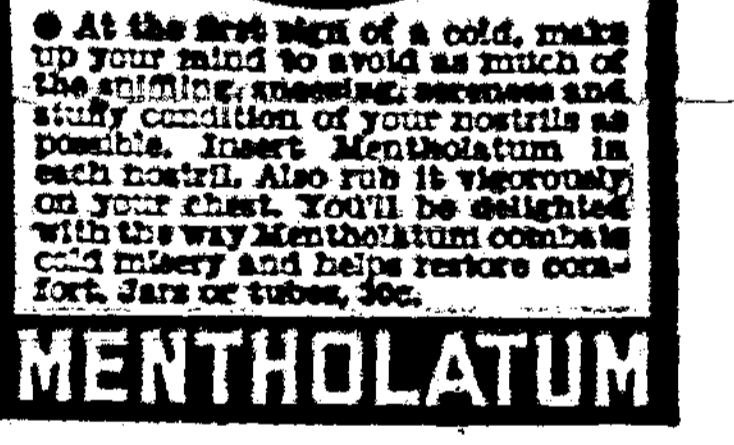 ● At the first sign of a cold, make
up your mind to avoid as much of
the sniffling, sneezing, soreness and
stuffy condition of your nostrils as
possible. Insert Mentholatum in
each nostril. Also rub it vigorously
on your chest. You'll be delighted
with the way Mentholatum combats
cold misery and helps restore com-
fort. Jars or tubes,
MENTHOLATUM